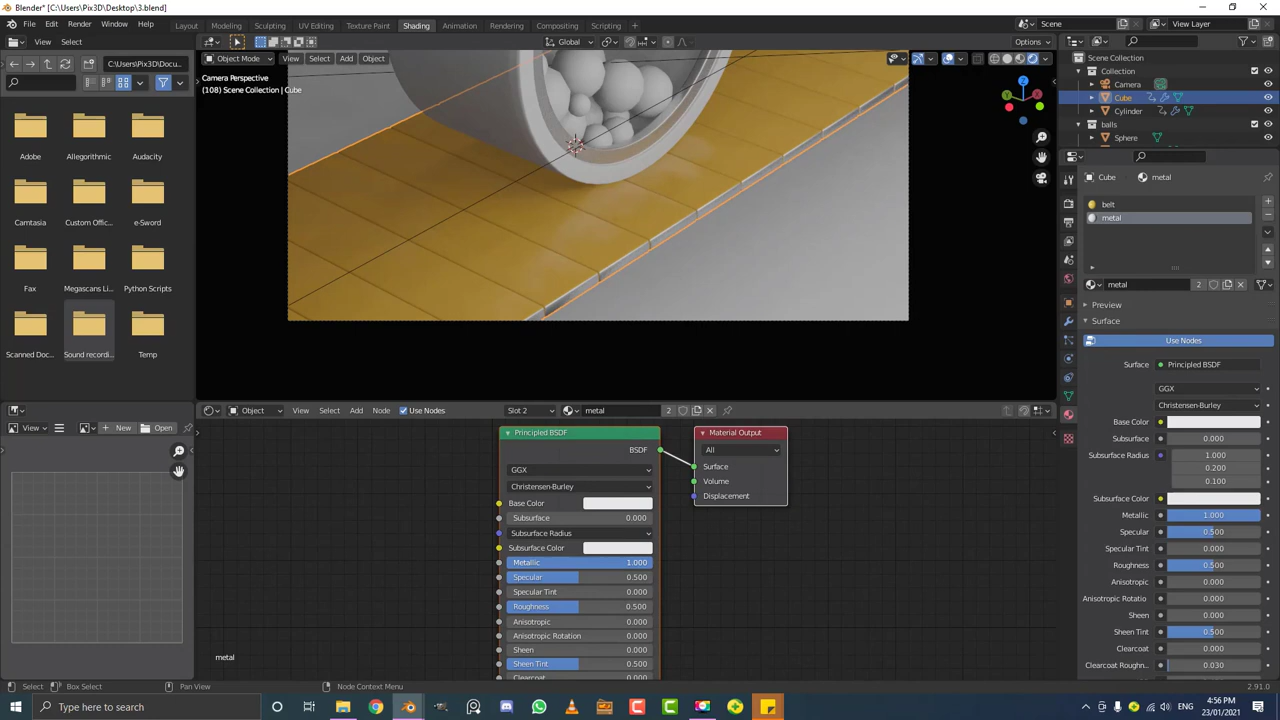 Blender* [C:\Users\Pix3D\Desktop\3.blend]
File Edit Render Window Help
Layout Modeling Sculpting UV Editing Texture Paint Shading Animation Rendering Compositing Scripting
Scene
View Layer
View Select
Object Mode View Select Add Object
Global
Options
C:\Users\Pix3D\Docu...
Camera Perspective
(108) Scene Collection | Cube
Adobe Allegorithmic Audacity
Camtasia Custom Offic... e-Sword
Fax Megascans Li... Python Scripts
Scanned Doc... Sound recordi... Temp
X
Y
Z
Scene Collection
Collection
Camera
Cube
Cylinder
balls
Sphere
Cube metal
belt
metal
metal 2
Preview
Surface
Use Nodes
Surface Principled BSDF
GGX
Christensen-Burley
Base Color
Subsurface 0.000
Subsurface Radius 1.000
0.200
0.100
Subsurface Color
Metallic 1.000
Specular 0.500
Specular Tint 0.000
Roughness 0.500
Anisotropic 0.000
Anisotropic Rotatio 0.000
Sheen 0.000
Sheen Tint 0.500
Clearcoat 0.000
Clearcoat Roughn... 0.030
View New Open
Object View Select Add Node Use Nodes Slot 2 metal 2
Principled BSDF
BSDF
GGX
Christensen-Burley
Base Color
Subsurface 0.000
Subsurface Radius
Subsurface Color
Metallic 1.000
Specular 0.500
Specular Tint 0.000
Roughness 0.500
Anisotropic 0.000
Anisotropic Rotation 0.000
Sheen 0.000
Sheen Tint 0.500
Clearcoat 0.000
Material Output
All
Surface
Volume
Displacement
metal
Select Box Select Pan View Node Context Menu 2.91.0
Type here to search
ENG
4:56 PM
23/01/2021